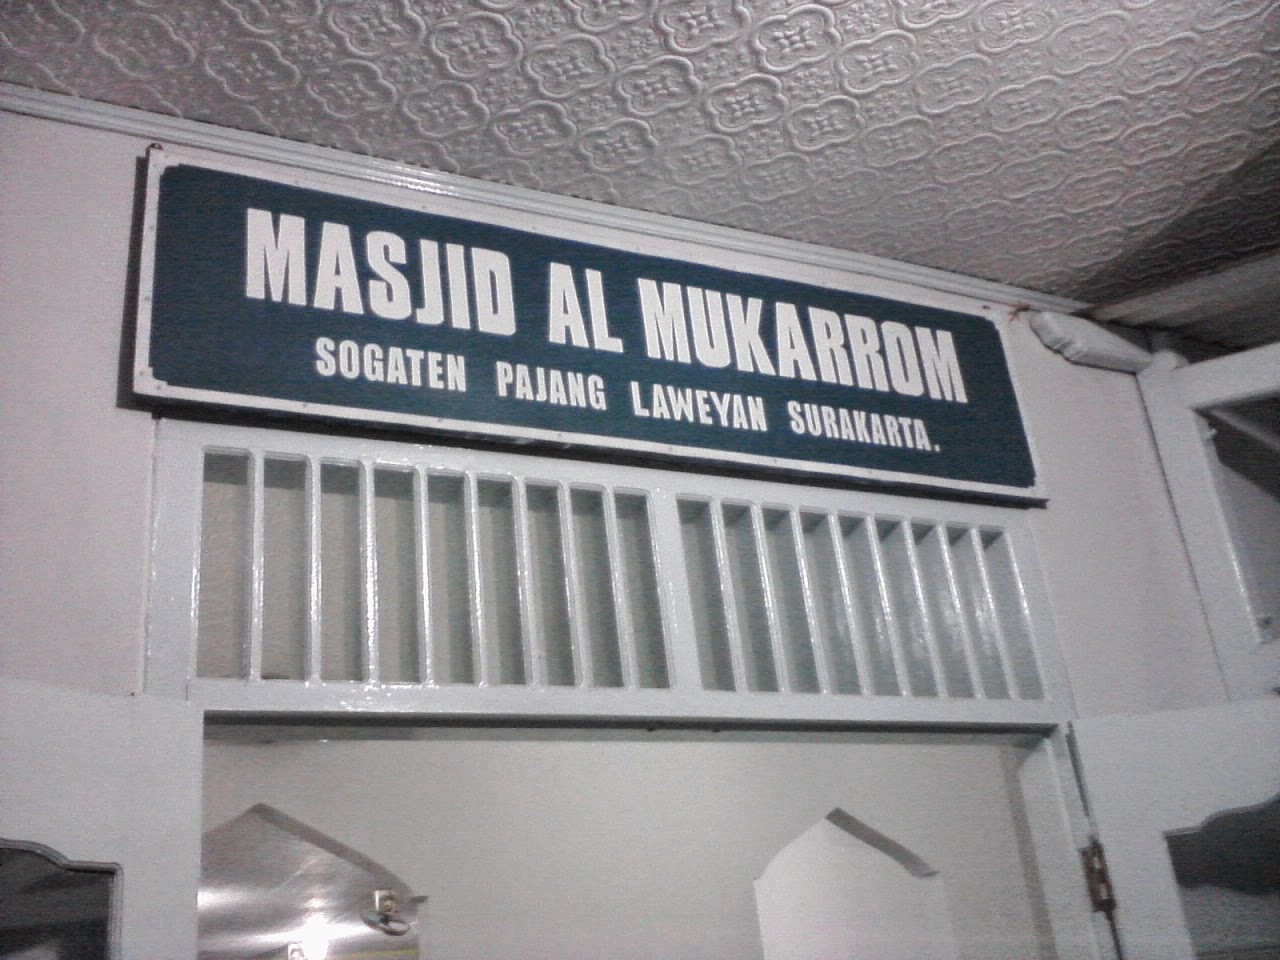 MASJID AL MUKARROM
SOGATEN PAJANG LAWEYAN SURAKARTA.